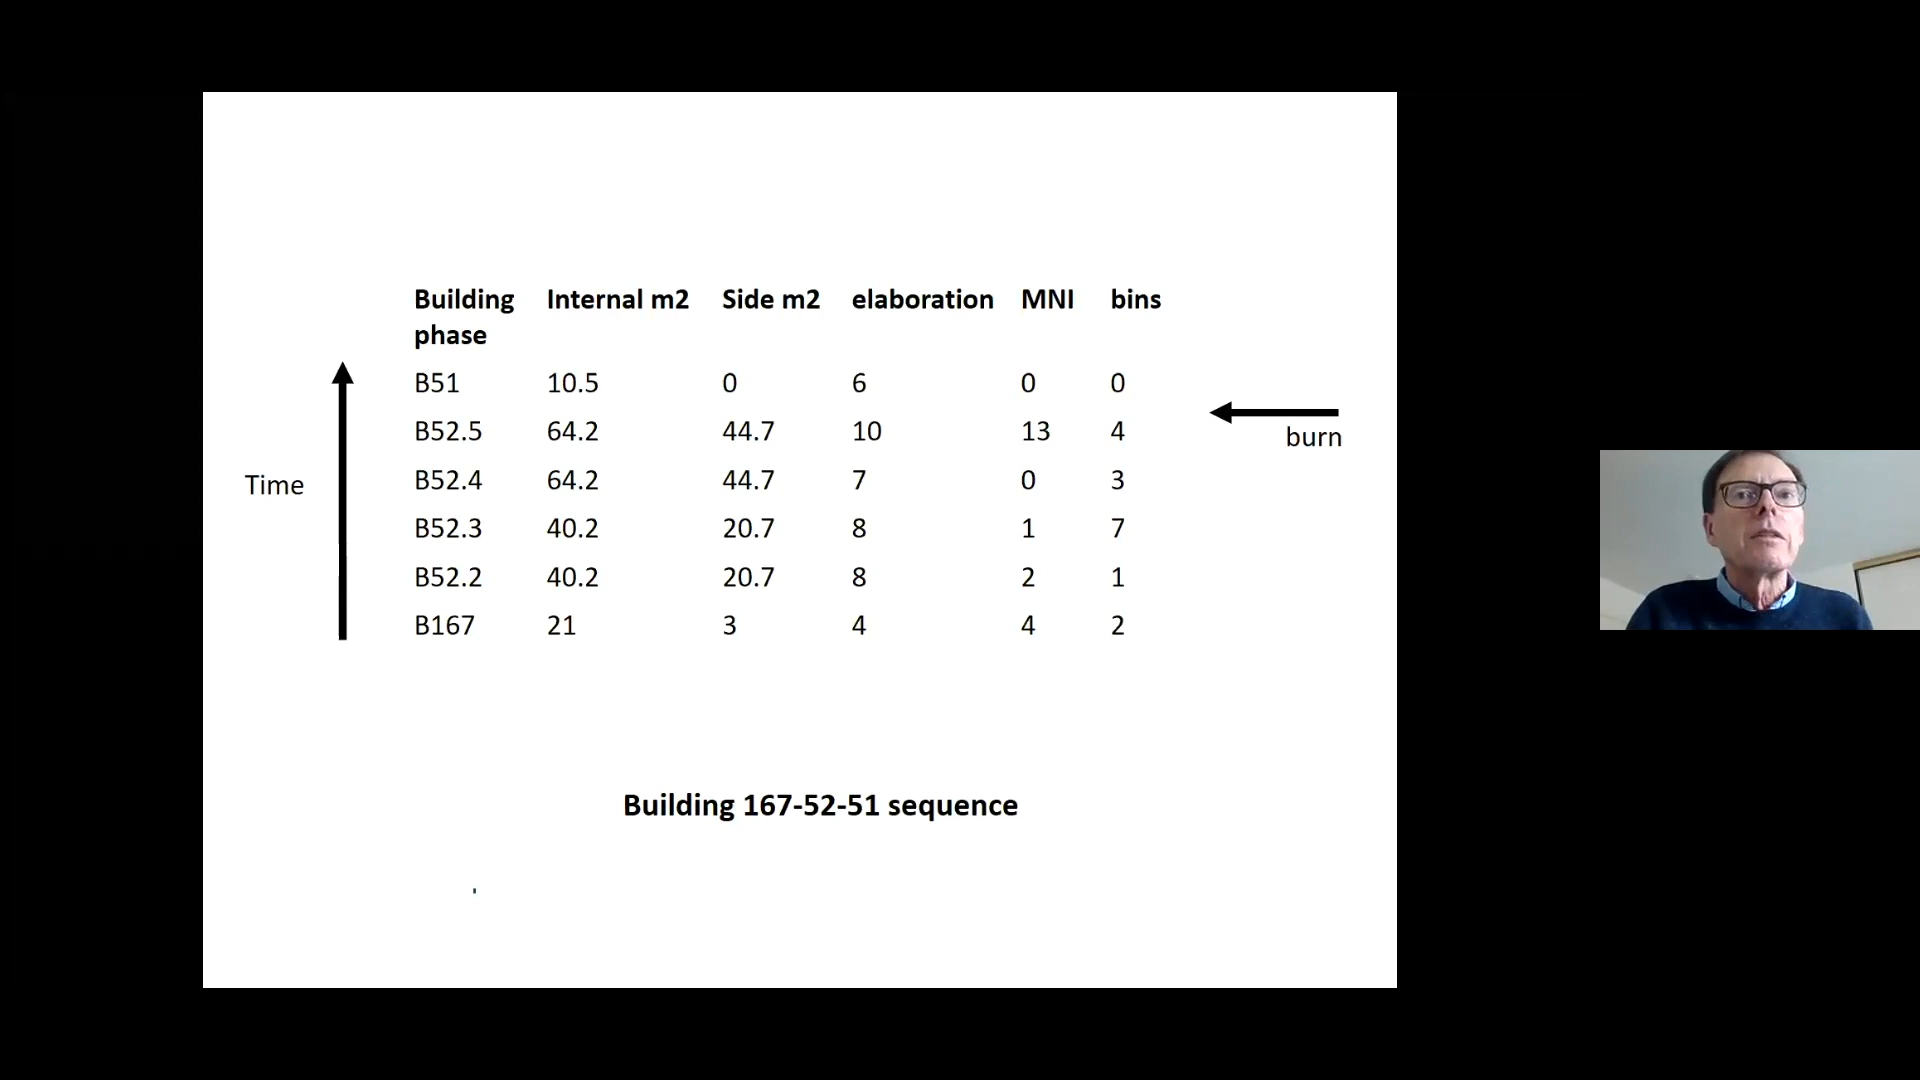 Building phase Internal m2 Side m2 elaboration MNI bins
B51 10.5 0 6 0 0
B52.5 64.2 44.7 10 13 4
burn
B52.4 64.2 44.7 7 0 3
Time
B52.3 40.2 20.7 8 1 7
B52.2 40.2 20.7 8 2 1
B167 21 3 4 4 2
Building 167-52-51 sequence